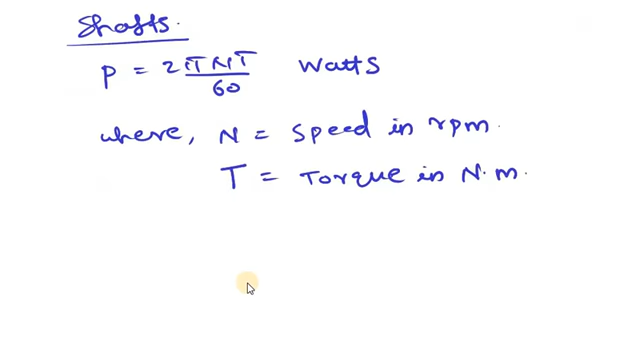 Shafts.
P = 2πNT/60 Watts
where, N = Speed in rpm.
T = Torque in N.m.